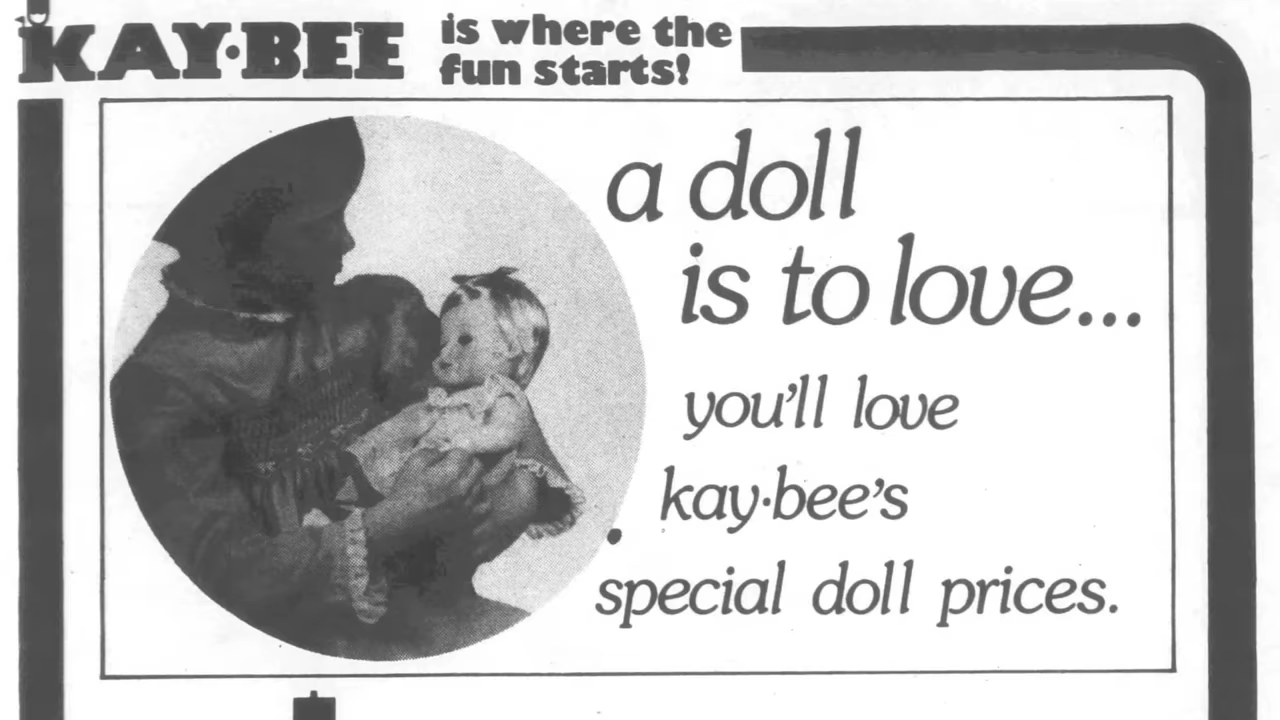 KAY·BEE
is where the
fun starts!
a doll
is to love...
you'll love
kay·bee's
special doll prices.